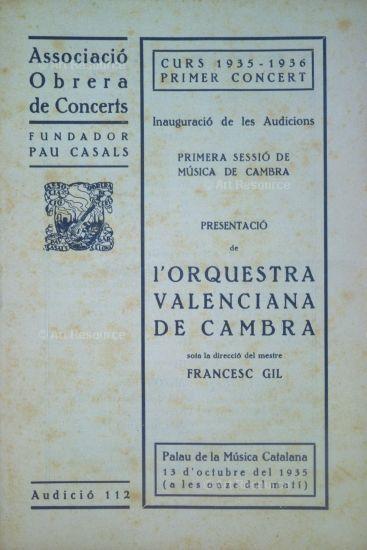 Associació
Obrera
de Concerts
FUNDADOR
PAU CASALS
Audició 112
CURS 1935-1936
PRIMER CONCERT
Inauguració de les Audicions
PRIMERA SESSIÓ DE
MÚSICA DE CAMBRA
PRESENTACIÓ
de
l'ORQUESTRA
VALENCIANA
DE CAMBRA
sota la direcció del mestre
FRANCESC GIL
Palau de la Música Catalana
13 d'octubre del 1935
(a les onze del matí)
© Art Resource
© Art Resource
© Art Resource